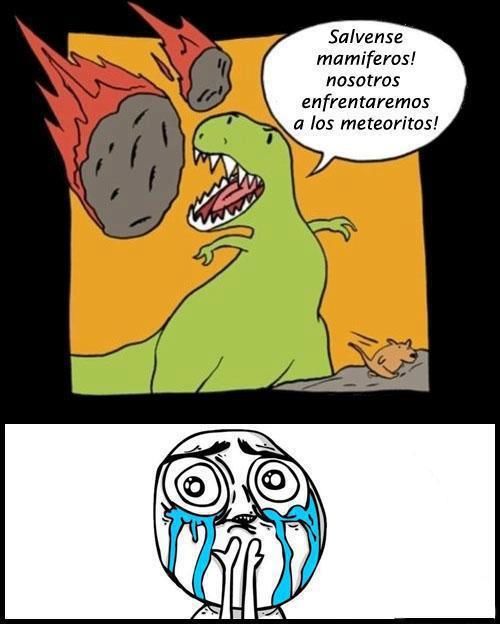 Salvense
mamiferos!
nosotros
enfrentaremos
a los meteoritos!